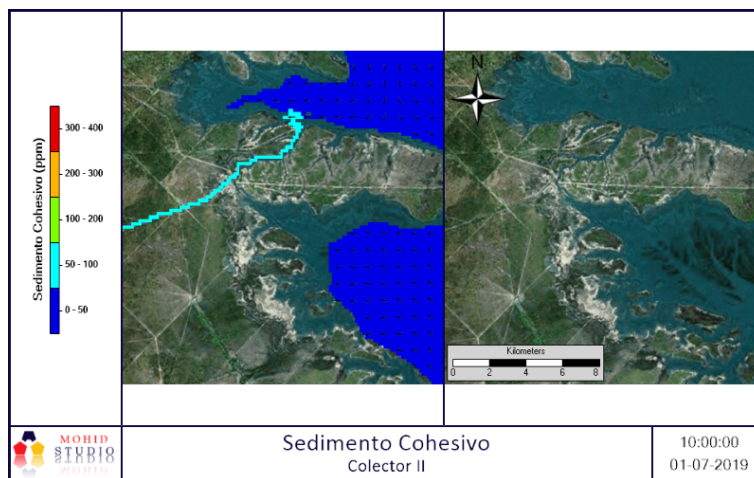 Sedimento Cohesivo (ppm)
300 - 400
200 - 300
100 - 200
50 - 100
0 - 50
N
Kilometers
0 2 4 6 8
MOHID
STUDIO
Sedimento Cohesivo
Colector II
10:00:00
01-07-2019